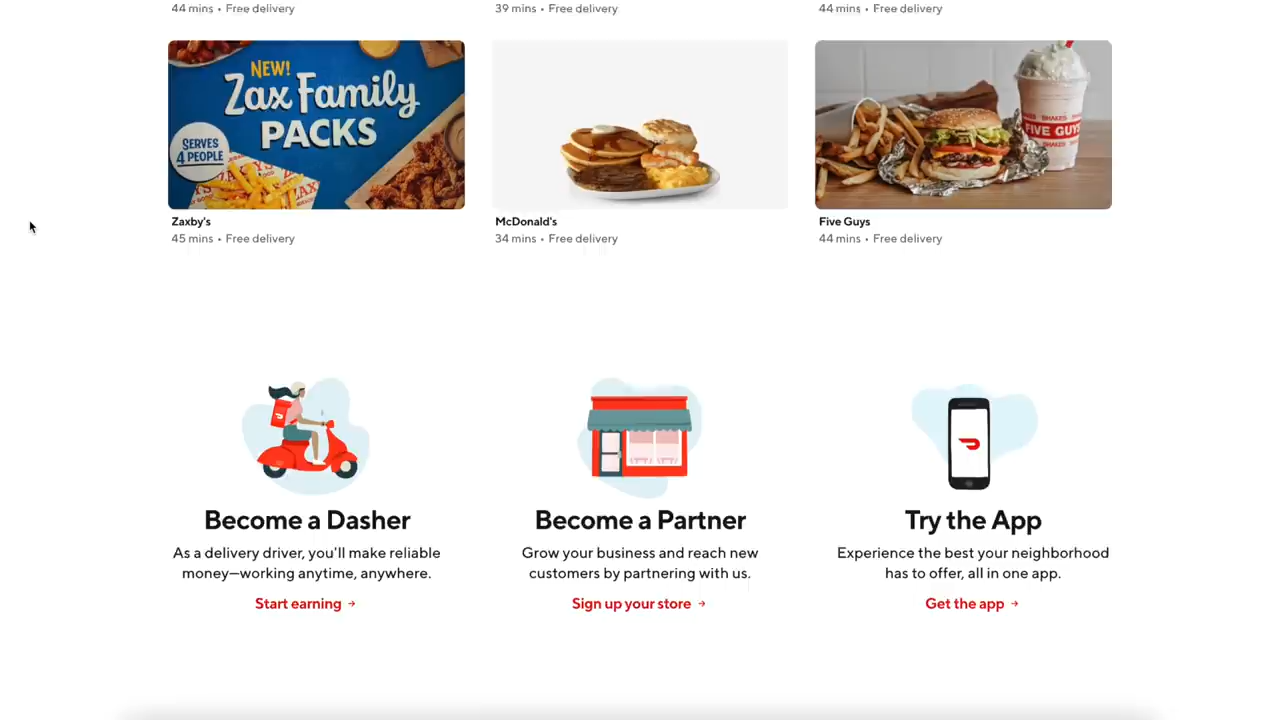 44 mins • Free delivery
39 mins • Free delivery
44 mins • Free delivery
NEW!
Zax Family
PACKS
SERVES
4 PEOPLE
FIVE GUYS
Zaxby's
45 mins • Free delivery
McDonald's
34 mins • Free delivery
Five Guys
44 mins • Free delivery
Become a Dasher
As a delivery driver, you'll make reliable
money—working anytime, anywhere.
Start earning →
Become a Partner
Grow your business and reach new
customers by partnering with us.
Sign up your store →
Try the App
Experience the best your neighborhood
has to offer, all in one app.
Get the app →